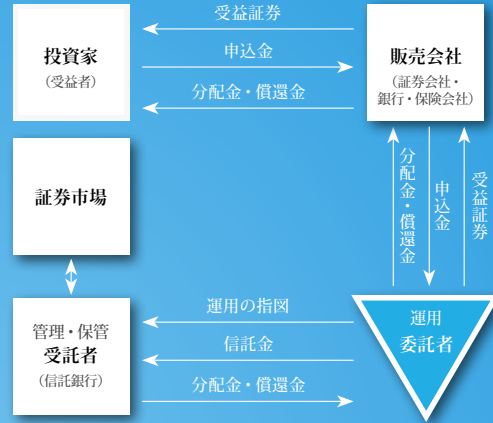 受益証券
投資家
(受益者)
申込金
分配金・償還金
販売会社
(証券会社・
銀行・保険会社)
証券市場
分配金・償還金
申込金
受益証券
管理・保管
受託者
(信託銀行)
運用の指図
信託金
分配金・償還金
運用
委託者